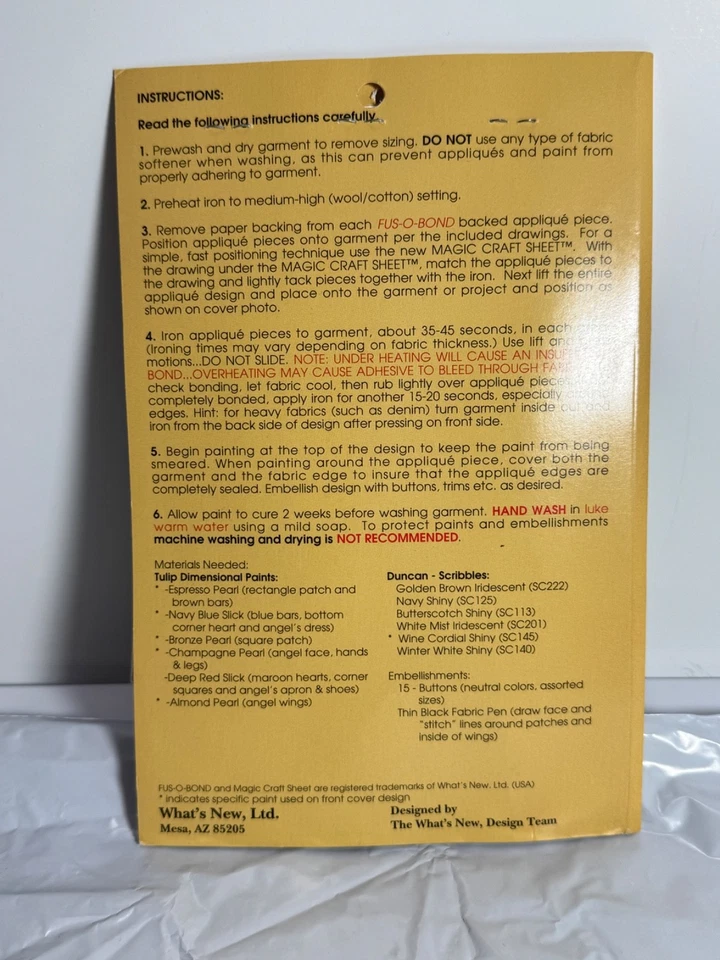 INSTRUCTIONS:
Read the following instructions carefully
1. Prewash and dry garment to remove sizing. DO NOT use any type of fabric
softener when washing, as this can prevent appliqués and paint from
properly adhering to garment.
2. Preheat iron to medium-high (wool/cotton) setting.
3. Remove paper backing from each FUS-O-BOND backed appliqué piece.
Position appliqué pieces onto garment per the included drawings. For a
simple, fast positioning technique use the new MAGIC CRAFT SHEET™. With
the drawing under the MAGIC CRAFT SHEET™, match the appliqué pieces to
the drawing and lightly tack pieces together with the iron. Next lift the entire
appliqué design and place onto the garment or project and position as
shown on cover photo.
4. Iron appliqué pieces to garment, about 35-45 seconds, in each
(Ironing times may vary depending on fabric thickness.) Use lift and
motions...DO NOT SLIDE. NOTE: UNDER HEATING WILL CAUSE AN
BOND...OVERHEATING MAY CAUSE ADHESIVE TO BLEED THROUGH
check bonding, let fabric cool, then rub lightly over appliqué
completely bonded, apply iron for another 15-20 seconds, especially
edges. Hint: for heavy fabrics (such as denim) turn garment inside out and
iron from the back side of design after pressing on front side.
5. Begin painting at the top of the design to keep the paint from being
smeared. When painting around the appliqué piece, cover both the
garment and the fabric edge to insure that the appliqué edges are
completely sealed. Embellish design with buttons, trims etc. as desired.
6. Allow paint to cure 2 weeks before washing garment. HAND WASH in luke
warm water using a mild soap. To protect paints and embellishments
machine washing and drying is NOT RECOMMENDED.
Materials Needed:
Tulip Dimensional Paints:
* -Espresso Pearl (rectangle patch and
brown bars)
* -Navy Blue Slick (blue bars, bottom
corner heart and angel's dress)
* -Bronze Pearl (square patch)
* -Champagne Pearl (angel face, hands
& legs)
-Deep Red Slick (maroon hearts, corner
squares and angel's apron & shoes)
* -Almond Pearl (angel wings)
Duncan - Scribbles:
Golden Brown Iridescent (SC222)
Navy Shiny (SC125)
Butterscotch Shiny (SC113)
White Mist Iridescent (SC201)
* Wine Cordial Shiny (SC145)
Winter White Shiny (SC140)
Embellishments:
15 - Buttons (neutral colors, assorted
sizes)
Thin Black Fabric Pen (draw face and
"stitch" lines around patches and
inside of wings)
FUS-O-BOND and Magic Craft Sheet are registered trademarks of What's New. Ltd. (USA)
* indicates specific paint used on front cover design
What's New, Ltd.
Mesa, AZ 85205
Designed by
The What's New, Design Team